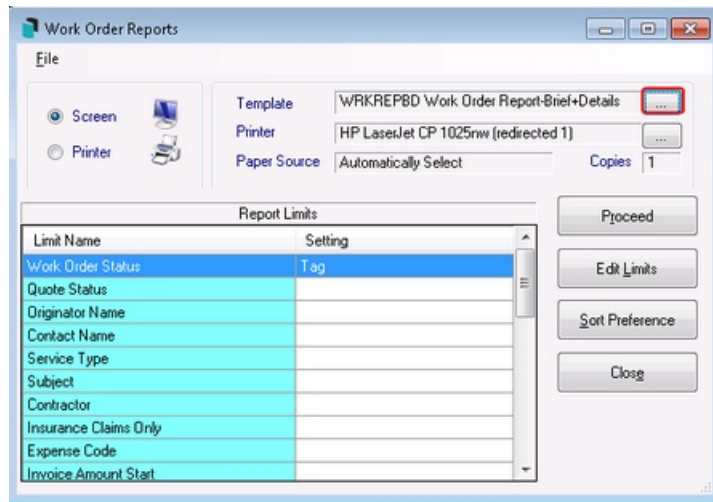 Work Order Reports
File
Screen
Printer
Template WRKREPBD Work Order Report-Brief+Details ...
Printer HP LaserJet CP 1025nw (redirected 1) ...
Paper Source Automatically Select Copies 1
Report Limits
Limit Name Setting
Work Order Status Tag
Quote Status
Originator Name
Contact Name
Service Type
Subject
Contractor
Insurance Claims Only
Expense Code
Invoice Amount Start
Proceed
Edit Limits
Sort Preference
Close